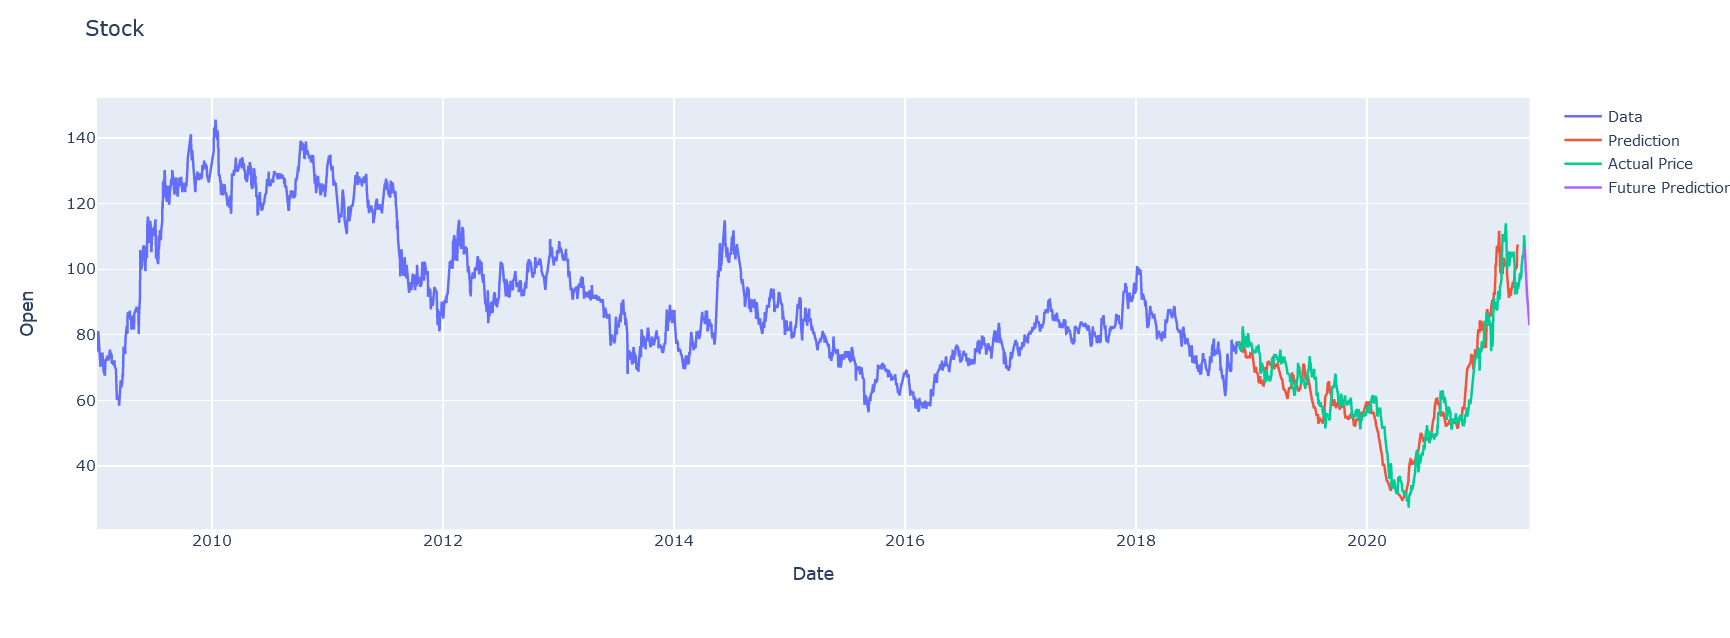 Stock
Open
140
120
100
80
60
40
2010 2012 2014 2016 2018 2020
Date
Data
Prediction
Actual Price
Future Prediction